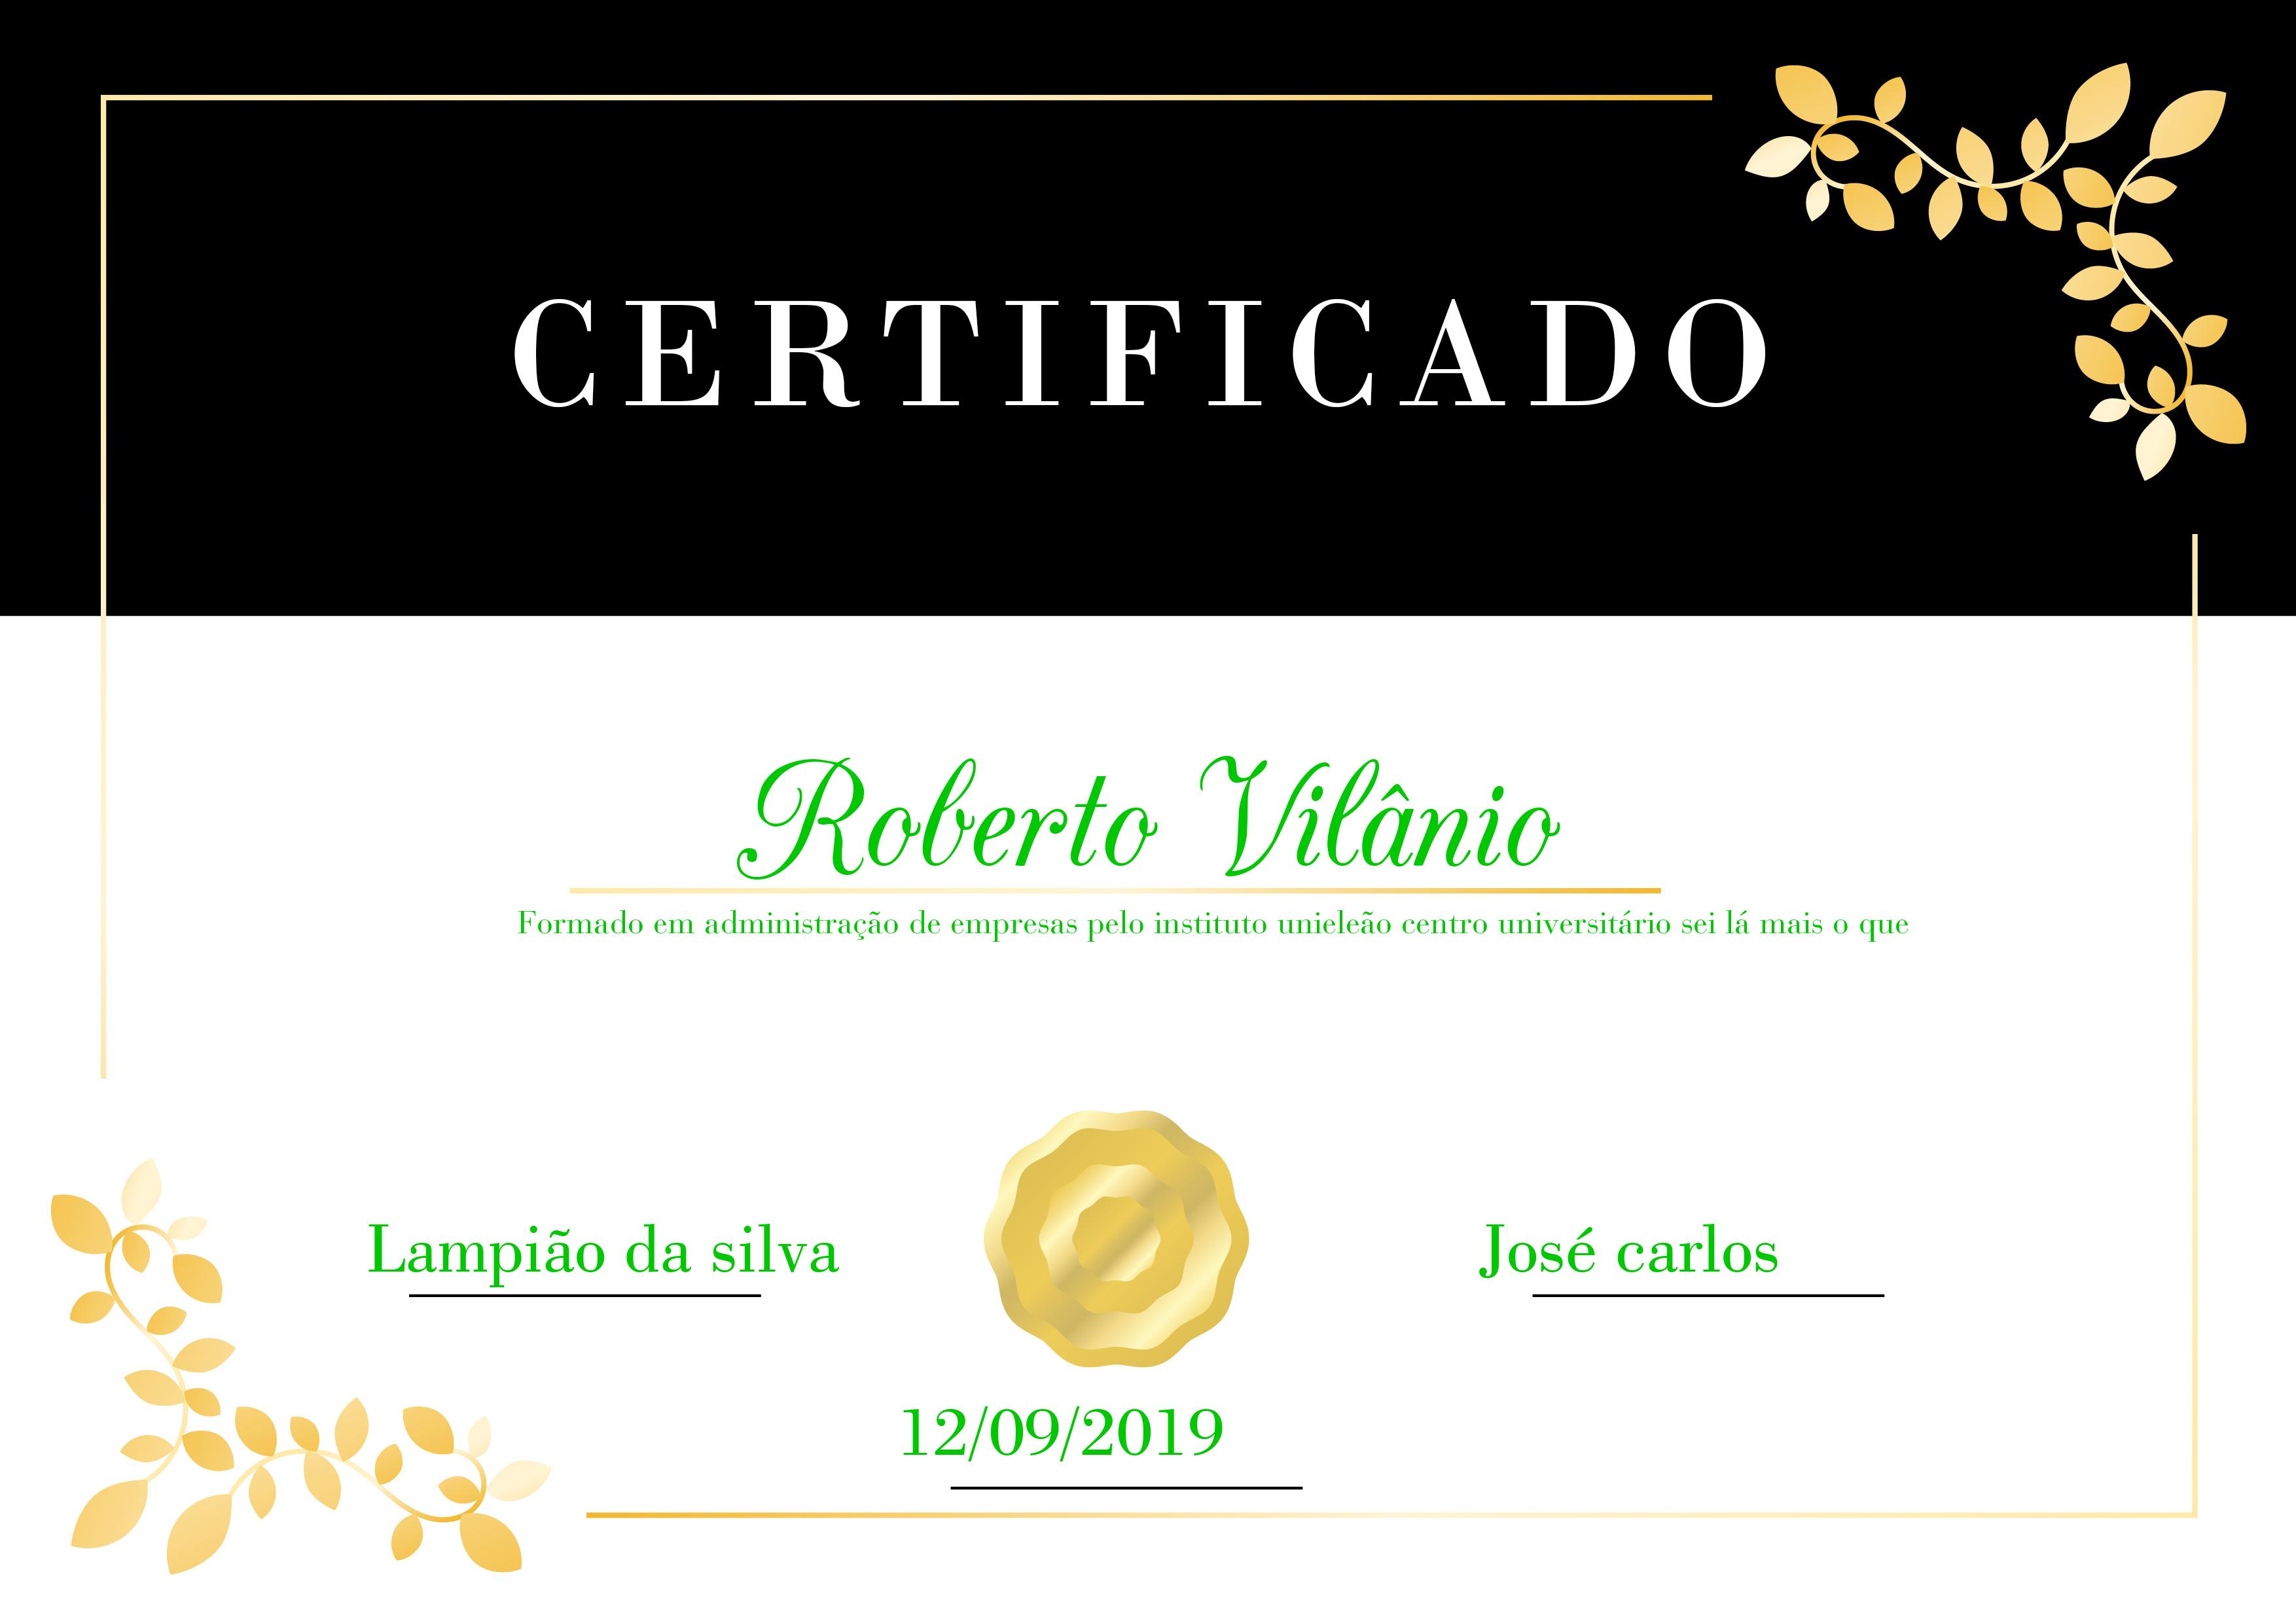 CERTIFICADO
Roberto Vilânio
Formado em administração de empresas pelo instituto unieleão centro universitário sei lá mais o que
Lampião da silva
José carlos
12/09/2019